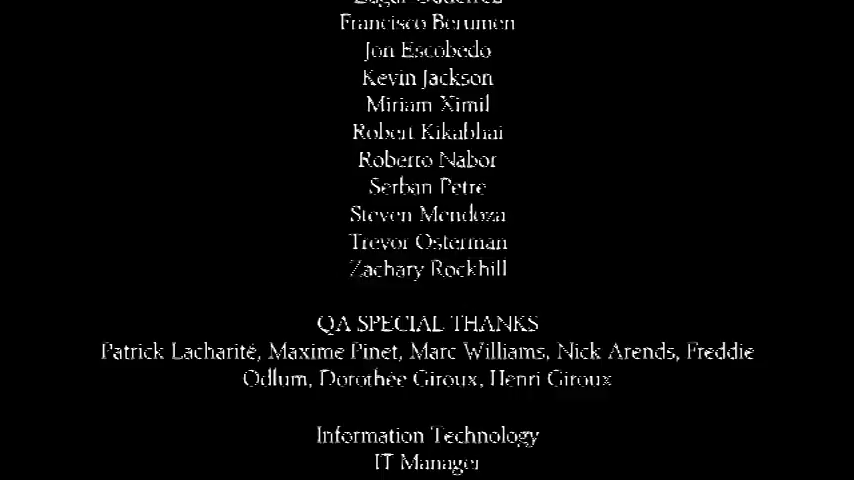 Francisco Berumen
Jon Escobedo
Kevin Jackson
Miriam Ximil
Robert Kikabhai
Roberto Nabor
Serban Petre
Steven Mendoza
Trevor Osterman
Zachary Rockhill
QA SPECIAL THANKS
Patrick Lacharité, Maxime Pinet, Marc Williams, Nick Arends, Freddie
Odlum, Dorothée Giroux, Henri Giroux
Information Technology
IT Manager